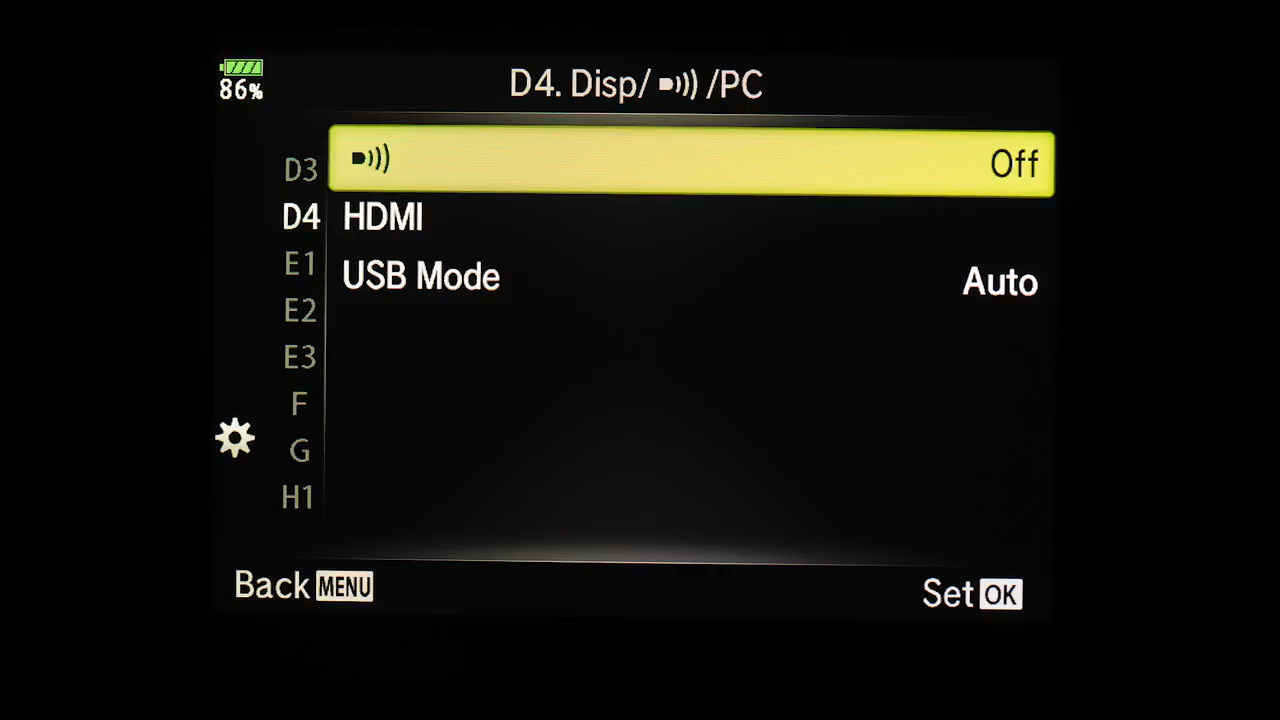 86%
D4. Disp/ /PC
D3
Off
D4
HDMI
E1
USB Mode
Auto
E2
E3
F
G
H1
Back MENU
Set OK